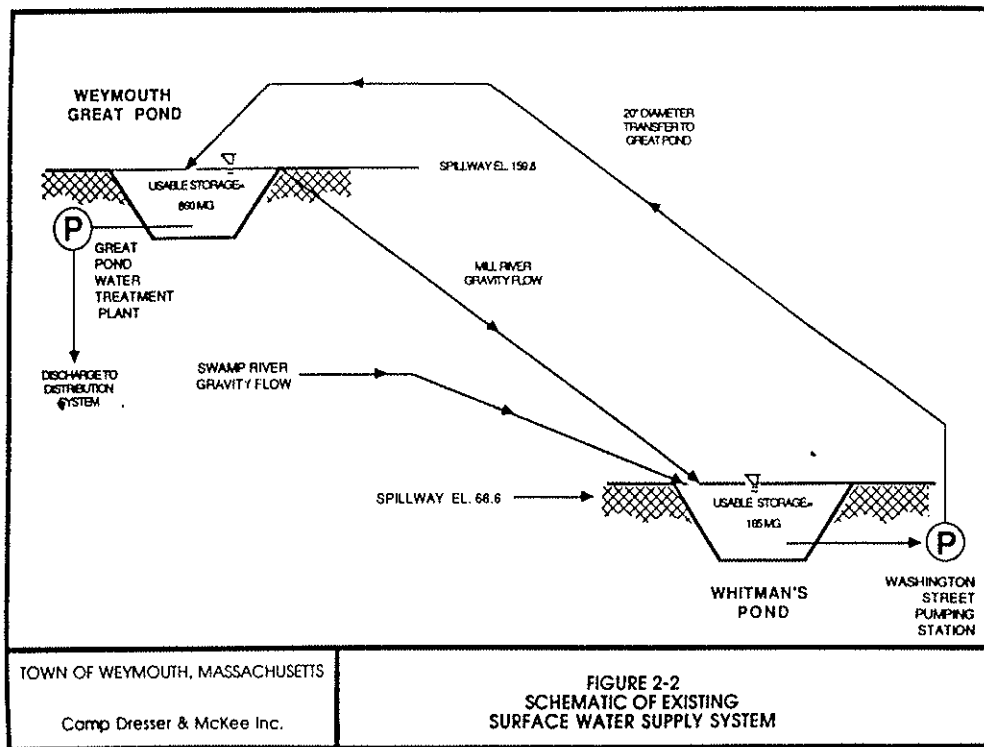 WEYMOUTH
GREAT POND
20" DIAMETER
TRANSFER TO
GREAT POND
SPILLWAY EL. 159.8
USABLE STORAGE=
MG
P
GREAT
POND
WATER
TREATMENT
PLANT
MILL RIVER
GRAVITY FLOW
DISCHARGE TO
DISTRIBUTION
SYSTEM
SWAMP RIVER
GRAVITY FLOW
SPILLWAY EL. 66.6
USABLE STORAGE=
165 MG
P
WHITMAN'S
POND
WASHINGTON
STREET
PUMPING
STATION
TOWN OF WEYMOUTH, MASSACHUSETTS
Camp Dresser & McKee Inc.
FIGURE 2-2
SCHEMATIC OF EXISTING
SURFACE WATER SUPPLY SYSTEM